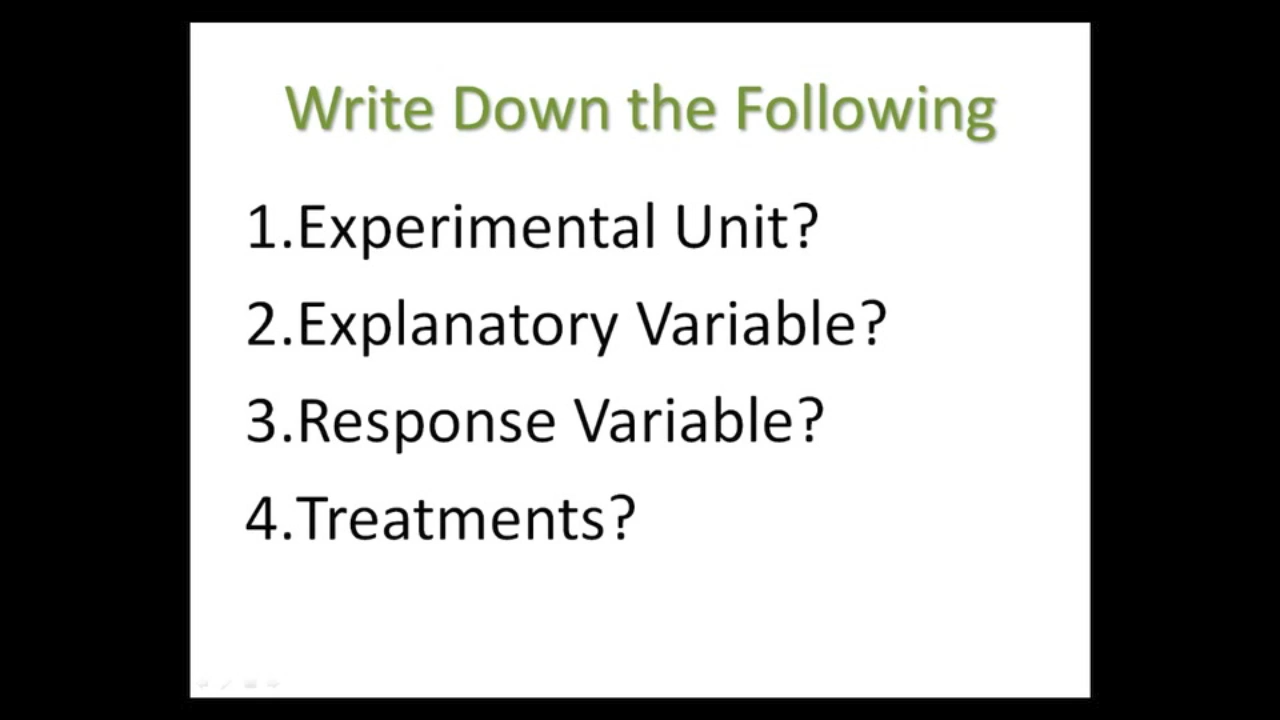 Write Down the Following
1.Experimental Unit?
2.Explanatory Variable?
3.Response Variable?
4.Treatments?